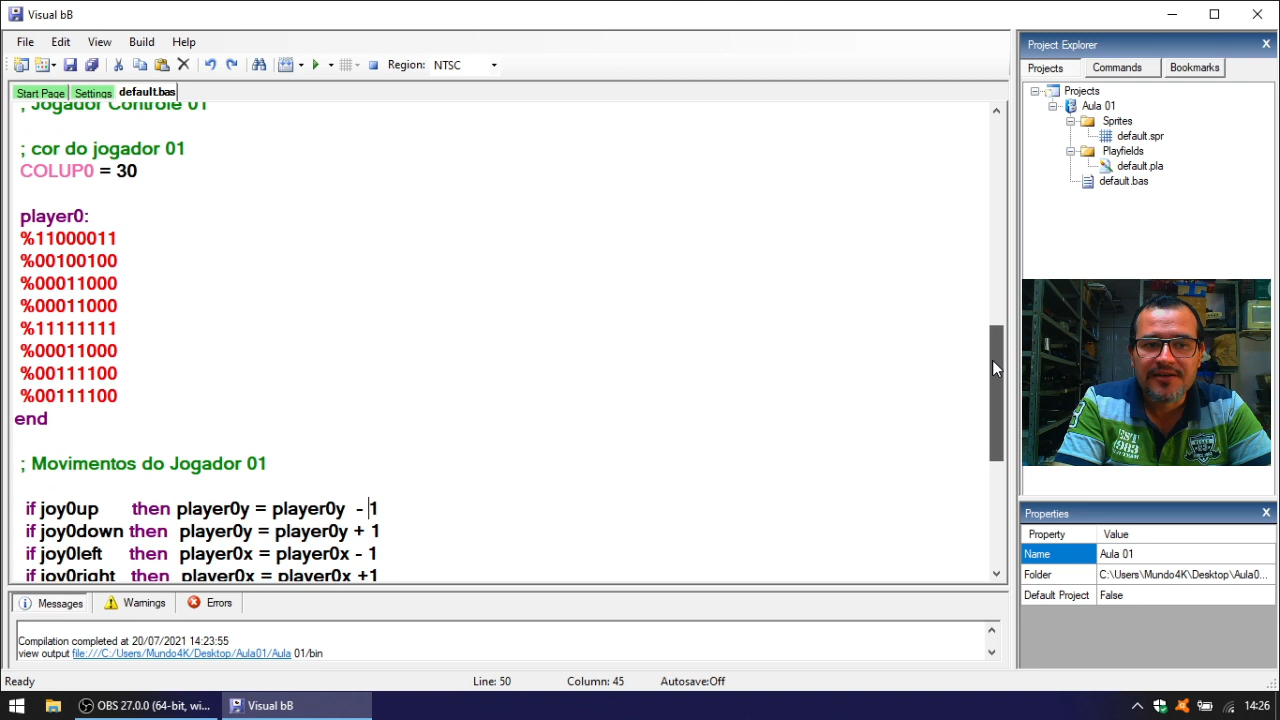 Visual bB
File Edit View Build Help
Region: NTSC
Start Page Settings default.bas
; Jogador Controle 01
; cor do jogador 01
COLUP0 = 30
player0:
%11000011
%00100100
%00011000
%00011000
%11111111
%00011000
%00111100
%00111100
end
; Movimentos do Jogador 01
if joy0up then player0y = player0y - 1
if joy0down then player0y = player0y + 1
if joy0left then player0x = player0x - 1
if joy0right then player0x = player0x +1
Messages Warnings Errors
Compilation completed at 20/07/2021 14:23:55
view output file:///C:/Users/Mundo4K/Desktop/Aula01/Aula 01/bin
Project Explorer
Projects Commands Bookmarks
Projects
Aula 01
Sprites
default.spr
Playfields
default.pla
default.bas
Properties
Property Value
Name Aula 01
Folder C:\Users\Mundo4K\Desktop\Aula0...
Default Project False
Ready Line: 50 Column: 45 Autosave:Off
OBS 27.0.0 (64-bit, wi... Visual bB 14:26